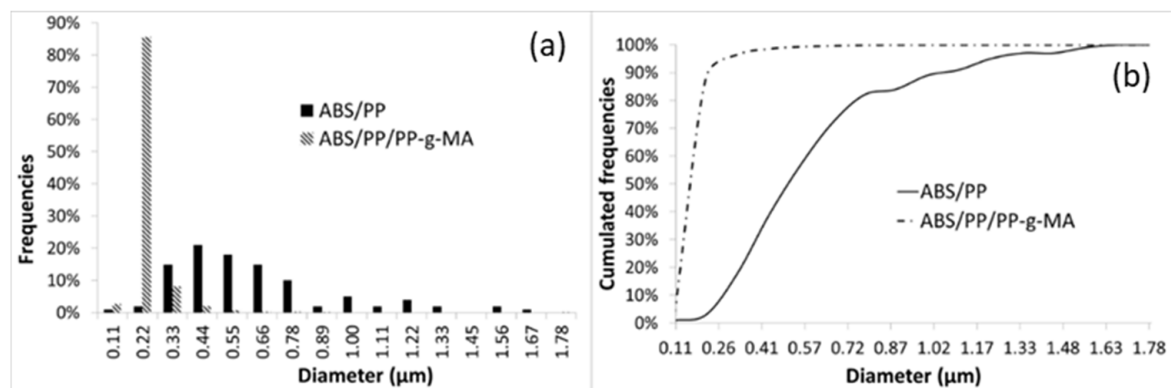 90%
80%
70%
60%
50%
40%
30%
20%
10%
0%
Frequencies
(a)
ABS/PP
ABS/PP/PP-g-MA
0.11 0.22 0.33 0.44 0.55 0.66 0.78 0.89 1.00 1.11 1.22 1.33 1.45 1.56 1.67 1.78
Diameter (µm)
100%
90%
80%
70%
60%
50%
40%
30%
20%
10%
0%
Cumulated frequencies
(b)
ABS/PP
ABS/PP/PP-g-MA
0.11 0.26 0.41 0.57 0.72 0.87 1.02 1.17 1.33 1.48 1.63 1.78
Diameter (µm)